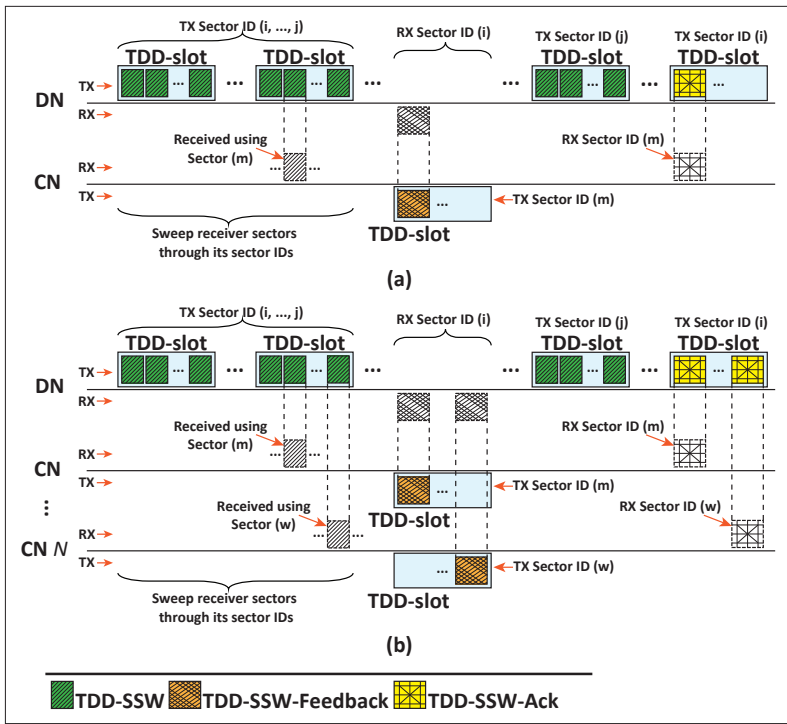 TX Sector ID (i, ..., j)
RX Sector ID (i)
TX Sector ID (j)
TX Sector ID (i)
TDD-slot
TDD-slot
TDD-slot
TDD-slot
TX
... ... ... ... ... ... ... ... ...
DN
RX
Received using
Sector (m)
RX Sector ID (m)
RX
... ...
CN
TX
...
TX Sector ID (m)
TDD-slot
Sweep receiver sectors
through its sector IDs
(a)
TX Sector ID (i, ..., j)
RX Sector ID (i)
TX Sector ID (j)
TX Sector ID (i)
TDD-slot
TDD-slot
TDD-slot
TDD-slot
TX
... ... ... ... ... ... ... ... ...
DN
RX
Received using
Sector (m)
RX Sector ID (m)
RX
... ...
CN
TX
...
TX Sector ID (m)
TDD-slot
...
Received using
Sector (w)
RX Sector ID (w)
RX
... ...
CN N
TX
...
TX Sector ID (w)
TDD-slot
Sweep receiver sectors
through its sector IDs
(b)
TDD-SSW
TDD-SSW-Feedback
TDD-SSW-Ack